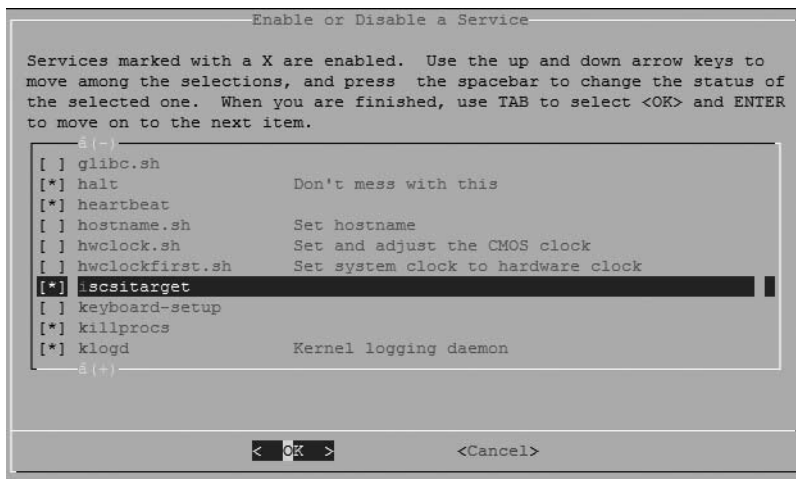 Enable or Disable a Service
Services marked with a X are enabled.  Use the up and down arrow keys to
move among the selections, and press  the spacebar to change the status of
the selected one.  When you are finished, use TAB to select <OK> and ENTER
to move on to the next item.
á(-)
[ ] glibc.sh
[*] halt Don't mess with this
[*] heartbeat
[ ] hostname.sh Set hostname
[ ] hwclock.sh Set and adjust the CMOS clock
[ ] hwclockfirst.sh Set system clock to hardware clock
[*] iscsitarget
[ ] keyboard-setup
[*] killprocs
[*] klogd Kernel logging daemon
á(+)
< OK > <Cancel>